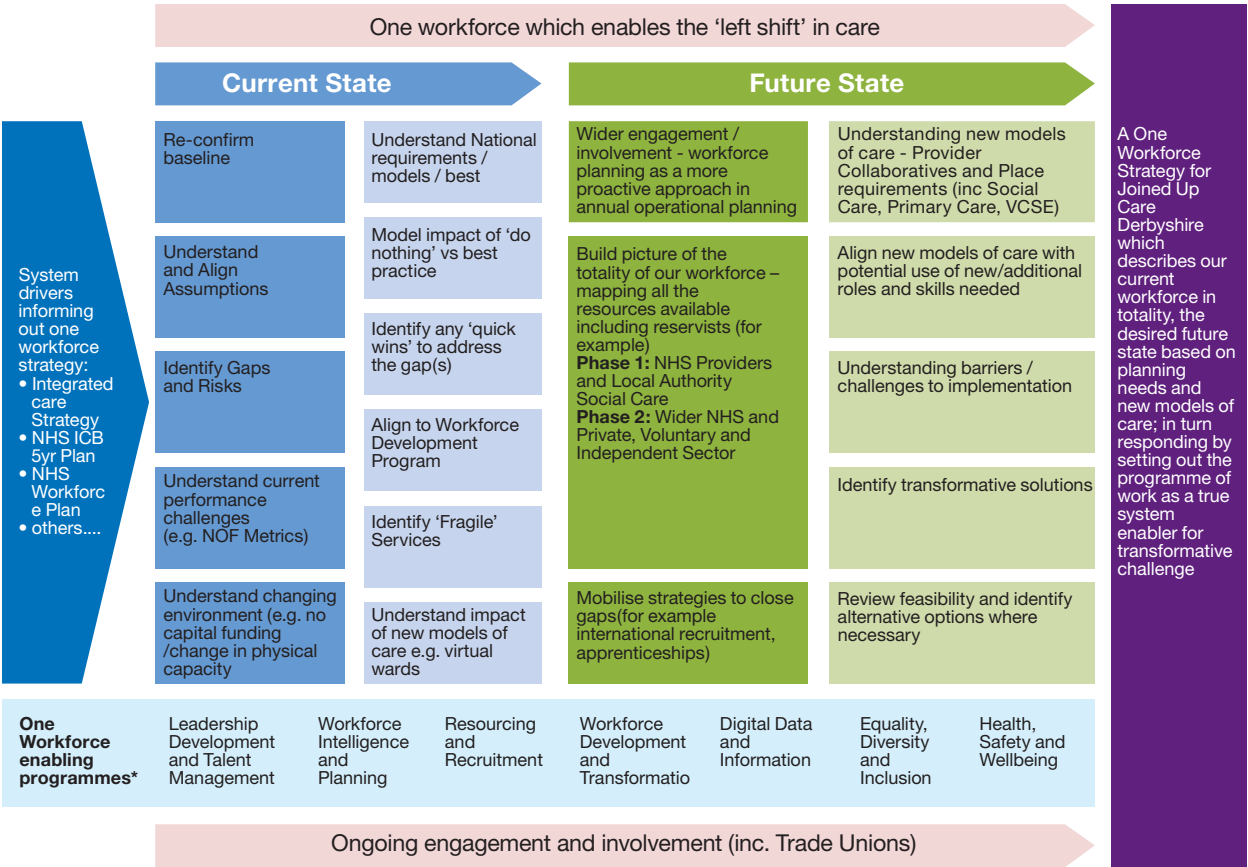 One workforce which enables the ‘left shift’ in care
Current State
Future State
System
drivers
informing
out one
workforce
strategy:
• Integrated
care
Strategy
• NHS ICB
5yr Plan
• NHS
Workforc
e Plan
• others....
Re-confirm
baseline
Understand
and Align
Assumptions
Identify Gaps
and Risks
Understand current
performance
challenges
(e.g. NOF Metrics)
Understand changing
environment (e.g. no
capital funding
/change in physical
capacity
Understand National
requirements /
models / best
Model impact of ‘do
nothing’ vs best
practice
Identify any ‘quick
wins’ to address
the gap(s)
Align to Workforce
Development
Program
Identify ‘Fragile’
Services
Understand impact
of new models of
care e.g. virtual
wards
Wider engagement /
involvement - workforce
planning as a more
proactive approach in
annual operational planning
Build picture of the
totality of our workforce –
mapping all the
resources available
including reservists (for
example)
Phase 1: NHS Providers
and Local Authority
Social Care
Phase 2: Wider NHS and
Private, Voluntary and
Independent Sector
Mobilise strategies to close
gaps(for example
international recruitment,
apprenticeships)
Understanding new models
of care - Provider
Collaboratives and Place
requirements (inc Social
Care, Primary Care, VCSE)
Align new models of care with
potential use of new/additional
roles and skills needed
Understanding barriers /
challenges to implementation
Identify transformative solutions
Review feasibility and identify
alternative options where
necessary
A One
Workforce
Strategy for
Joined Up
Care
Derbyshire
which
describes our
current
workforce in
totality, the
desired future
state based on
planning
needs and
new models of
care; in turn
responding by
setting out the
programme of
work as a true
system
enabler for
transformative
challenge
One
Workforce
enabling
programmes*
Leadership
Development
and Talent
Management
Workforce
Intelligence
and
Planning
Resourcing
and
Recruitment
Workforce
Development
and
Transformatio
Digital Data
and
Information
Equality,
Diversity
and
Inclusion
Health,
Safety and
Wellbeing
Ongoing engagement and involvement (inc. Trade Unions)